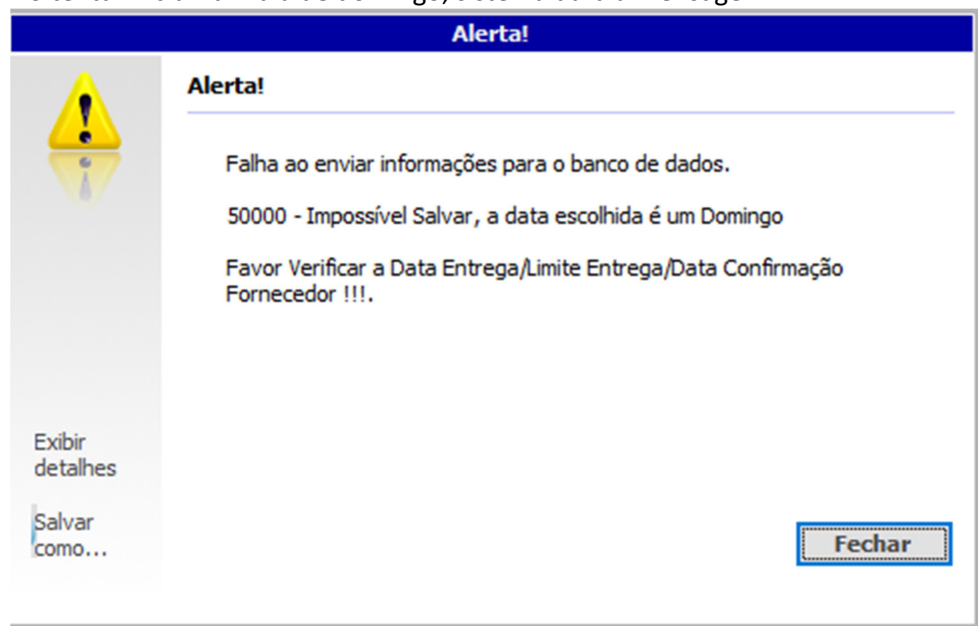 Alerta!
Alerta!
Falha ao enviar informações para o banco de dados.
50000 - Impossível Salvar, a data escolhida é um Domingo
Favor Verificar a Data Entrega/Limite Entrega/Data Confirmação
Fornecedor !!!.
Exibir
detalhes
Salvar
como...
Fechar